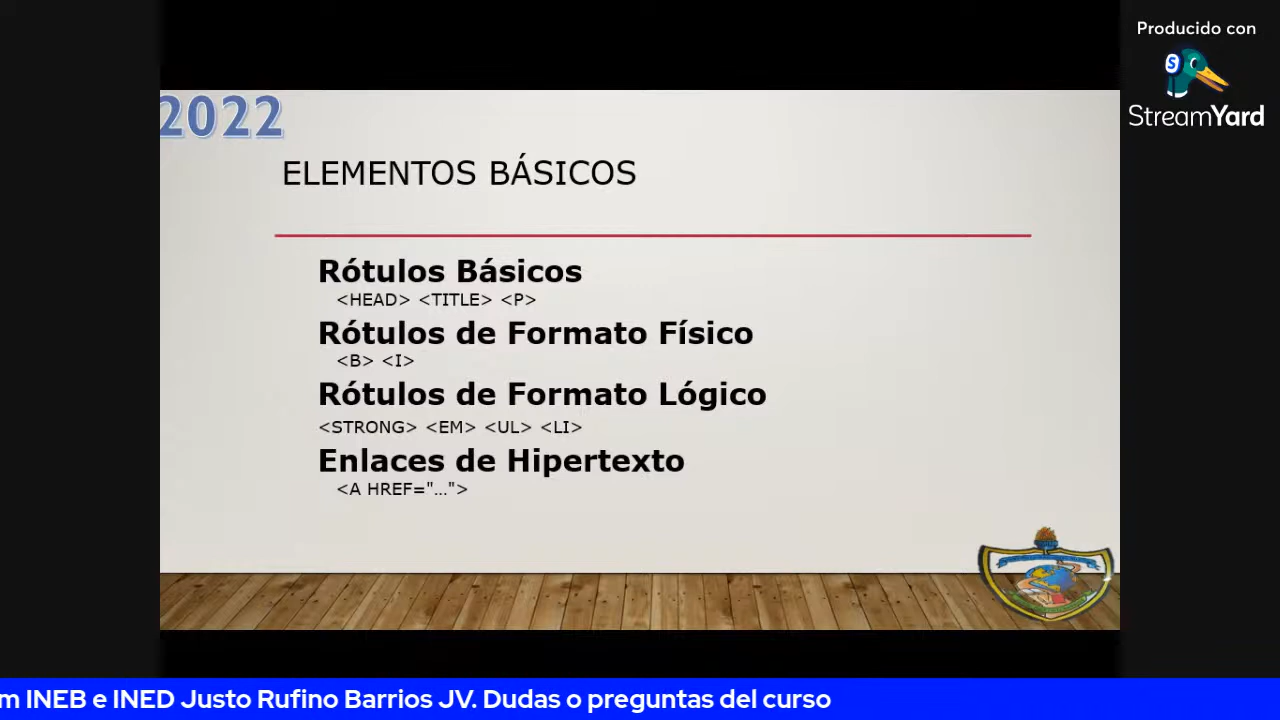 Producido con
StreamYard
2022
ELEMENTOS BÁSICOS
Rótulos Básicos
<HEAD> <TITLE> <P>
Rótulos de Formato Físico
<B> <I>
Rótulos de Formato Lógico
<STRONG> <EM> <UL> <LI>
Enlaces de Hipertexto
<A HREF="...">
m INEB e INED Justo Rufino Barrios JV. Dudas o preguntas del curso